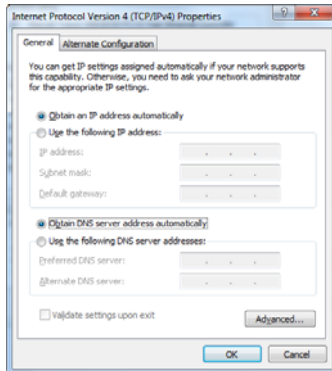 Internet Protocol Version 4 (TCP/IPv4) Properties
General
Alternate Configuration
You can get IP settings assigned automatically if your network supports
this capability. Otherwise, you need to ask your network administrator
for the appropriate IP settings.
Obtain an IP address automatically
Use the following IP address:
IP address:
Subnet mask:
Default gateway:
Obtain DNS server address automatically
Use the following DNS server addresses:
Preferred DNS server:
Alternate DNS server:
Validate settings upon exit
Advanced...
OK
Cancel